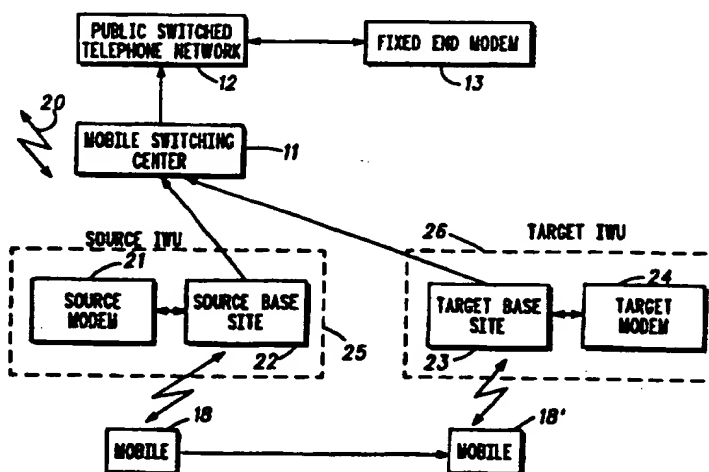 PUBLIC SWITCHED
TELEPHONE NETWORK
12
FIXED END MODEM
13
20
MOBILE SWITCHING
CENTER
11
SOURCE IWU
21
SOURCE
MODEM
SOURCE BASE
SITE
22
25
26
TARGET IWU
TARGET BASE
SITE
23
24
TARGET
MODEM
18
MOBILE
18'
MOBILE